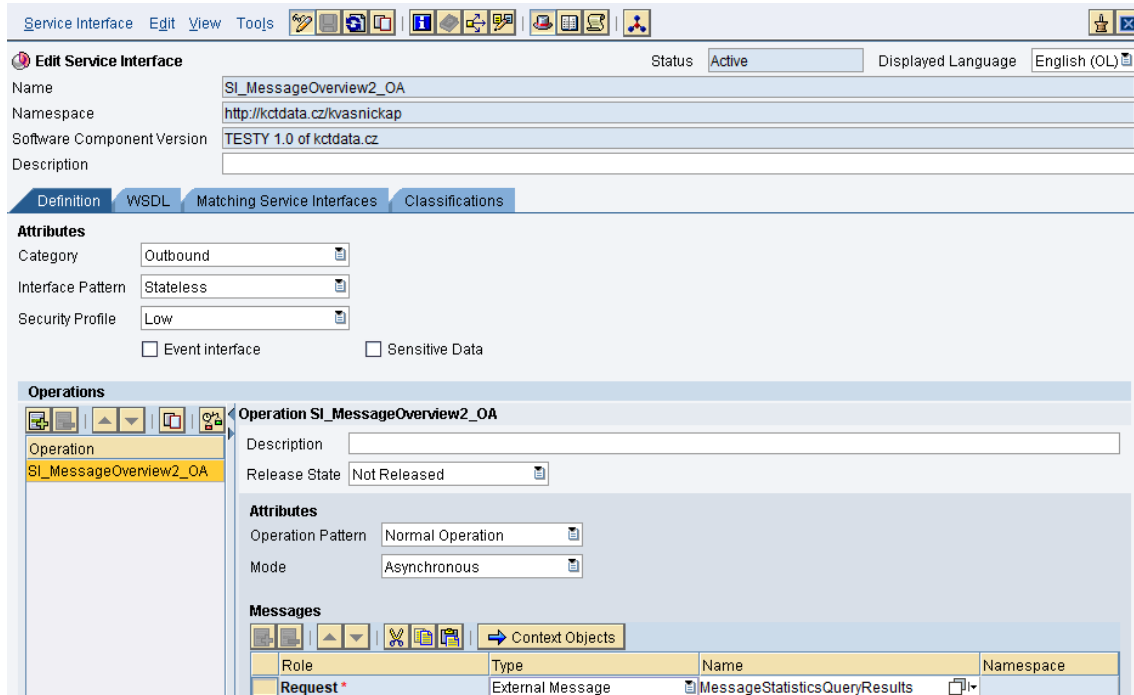 Service Interface Edit View Tools
Edit Service Interface Status Active Displayed Language English (OL)
Name SI_MessageOverview2_OA
Namespace http://kctdata.cz/kvasnickap
Software Component Version TESTY 1.0 of kctdata.cz
Description
Definition WSDL Matching Service Interfaces Classifications
Attributes
Category Outbound
Interface Pattern Stateless
Security Profile Low
Event interface Sensitive Data
Operations
Operation SI_MessageOverview2_OA
Operation
Description
SI_MessageOverview2_OA
Release State Not Released
Attributes
Operation Pattern Normal Operation
Mode Asynchronous
Messages
Context Objects
Role Type Name Namespace
Request * External Message MessageStatisticsQueryResults